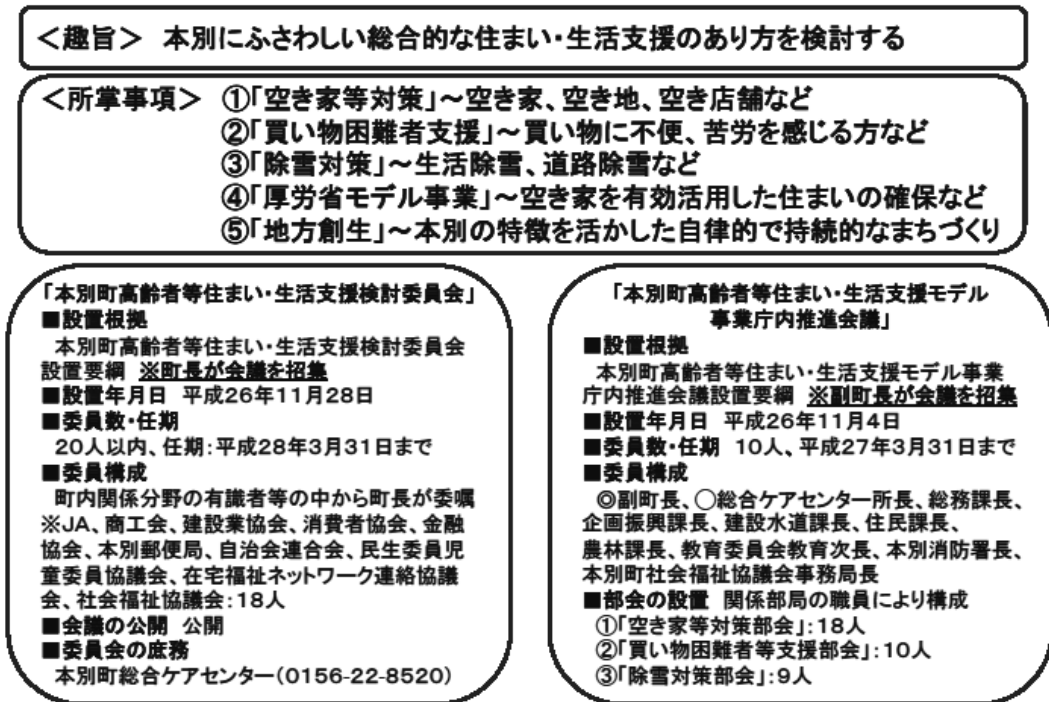 ＜趣旨＞ 本別にふさわしい総合的な住まい・生活支援のあり方を検討する
＜所掌事項＞ ①「空き家等対策」～空き家、空き地、空き店舗など
②「買い物困難者支援」～買い物に不便、苦労を感じる方など
③「除雪対策」～生活除雪、道路除雪など
④「厚労省モデル事業」～空き家を有効活用した住まいの確保など
⑤「地方創生」～本別の特徴を活かした自律的で持続的なまちづくり
「本別町高齢者等住まい・生活支援検討委員会」
■設置根拠
本別町高齢者等住まい・生活支援検討委員会
設置要綱 ※町長が会議を招集
■設置年月日 平成26年11月28日
■委員数・任期
20人以内、任期：平成28年3月31日まで
■委員構成
町内関係分野の有識者等の中から町長が委嘱
※JA、商工会、建設業協会、消費者協会、金融
協会、本別郵便局、自治会連合会、民生委員児
童委員協議会、在宅福祉ネットワーク連絡協議
会、社会福祉協議会：18人
■会議の公開 公開
■委員会の庶務
本別町総合ケアセンター（0156-22-8520）
「本別町高齢者等住まい・生活支援モデル
事業庁内推進会議」
■設置根拠
本別町高齢者等住まい・生活支援モデル事業
庁内推進会議設置要綱 ※副町長が会議を招集
■設置年月日 平成26年11月4日
■委員数・任期 10人、平成27年3月31日まで
■委員構成
◎副町長、○総合ケアセンター所長、総務課長、
企画振興課長、建設水道課長、住民課長、
農林課長、教育委員会教育次長、本別消防署長、
本別町社会福祉協議会事務局長
■部会の設置 関係部局の職員により構成
①「空き家等対策部会」：18人
②「買い物困難者等支援部会」：10人
③「除雪対策部会」：9人